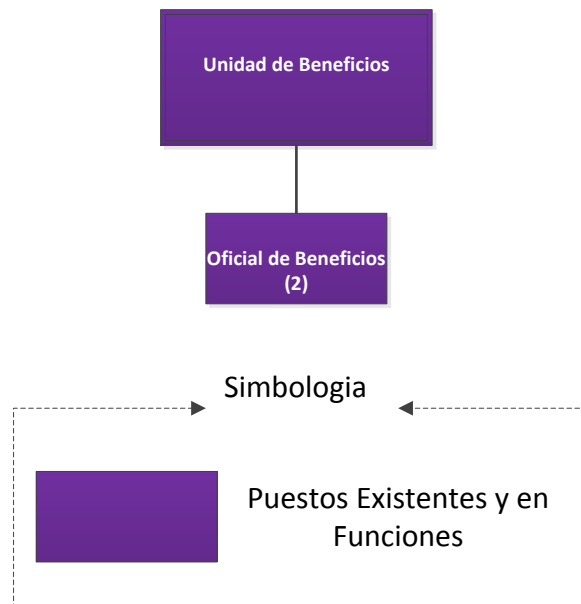 Unidad de Beneficios
Oficial de Beneficios
(2)
Simbologia
Puestos Existentes y en
Funciones